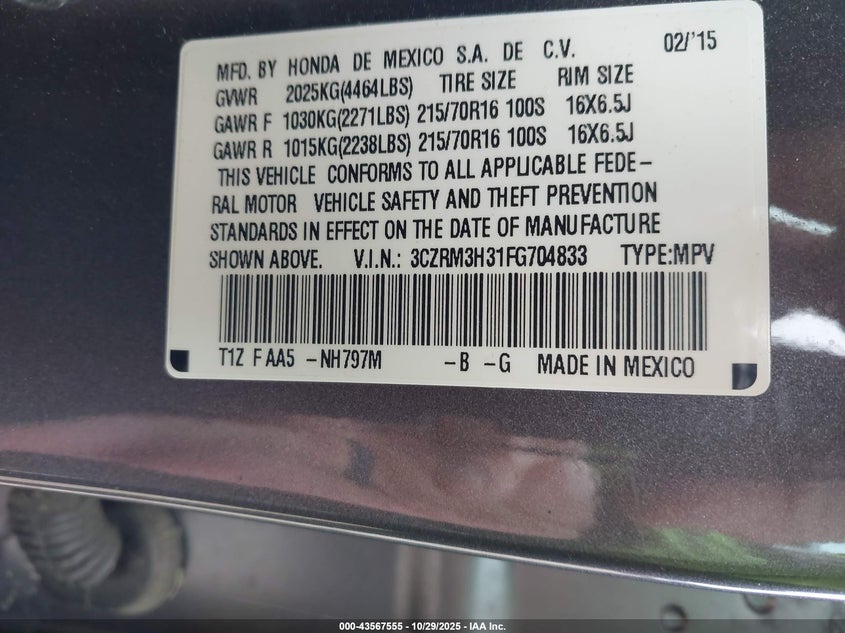 MFD. BY HONDA DE MEXICO S.A. DE C.V. 02/'15
GVWR 2025KG(4464LBS) TIRE SIZE RIM SIZE
GAWR F 1030KG(2271LBS) 215/70R16 100S 16X6.5J
GAWR R 1015KG(2238LBS) 215/70R16 100S 16X6.5J
THIS VEHICLE CONFORMS TO ALL APPLICABLE FEDE-
RAL MOTOR VEHICLE SAFETY AND THEFT PREVENTION
STANDARDS IN EFFECT ON THE DATE OF MANUFACTURE
SHOWN ABOVE. V.I.N.: 3CZRM3H31FG704833 TYPE:MPV
T1Z F AA5 -NH797M -B -G MADE IN MEXICO
000-43567555 - 10/29/2025 - IAA Inc.